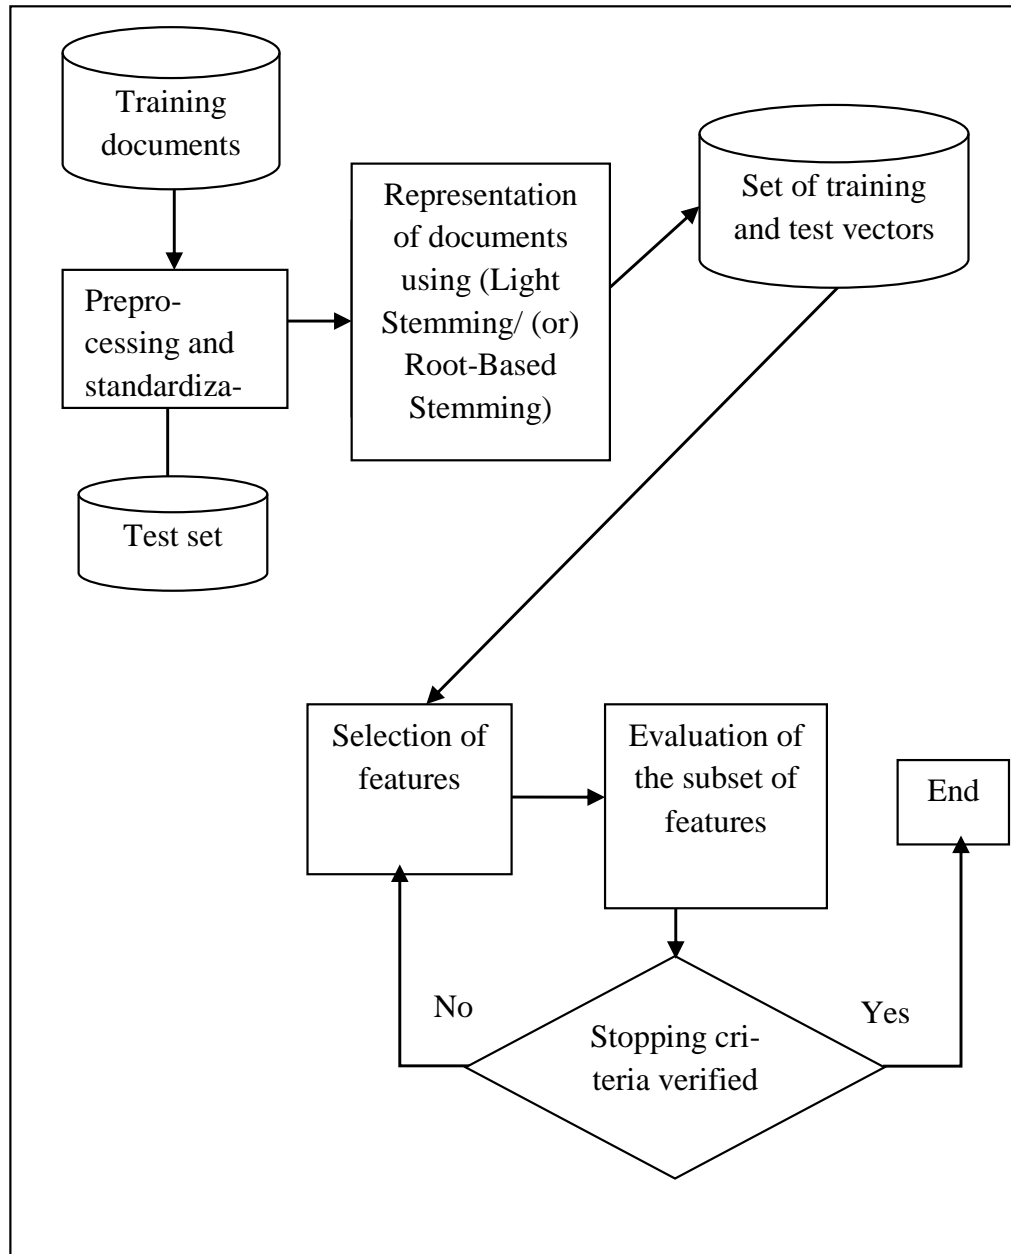 Training
documents
Prepro-
cessing and
standardiza-
Test set
Representation
of documents
using (Light
Stemming/ (or)
Root-Based
Stemming)
Set of training
and test vectors
Selection of
features
Evaluation of
the subset of
features
End
No
Yes
Stopping cri-
teria verified